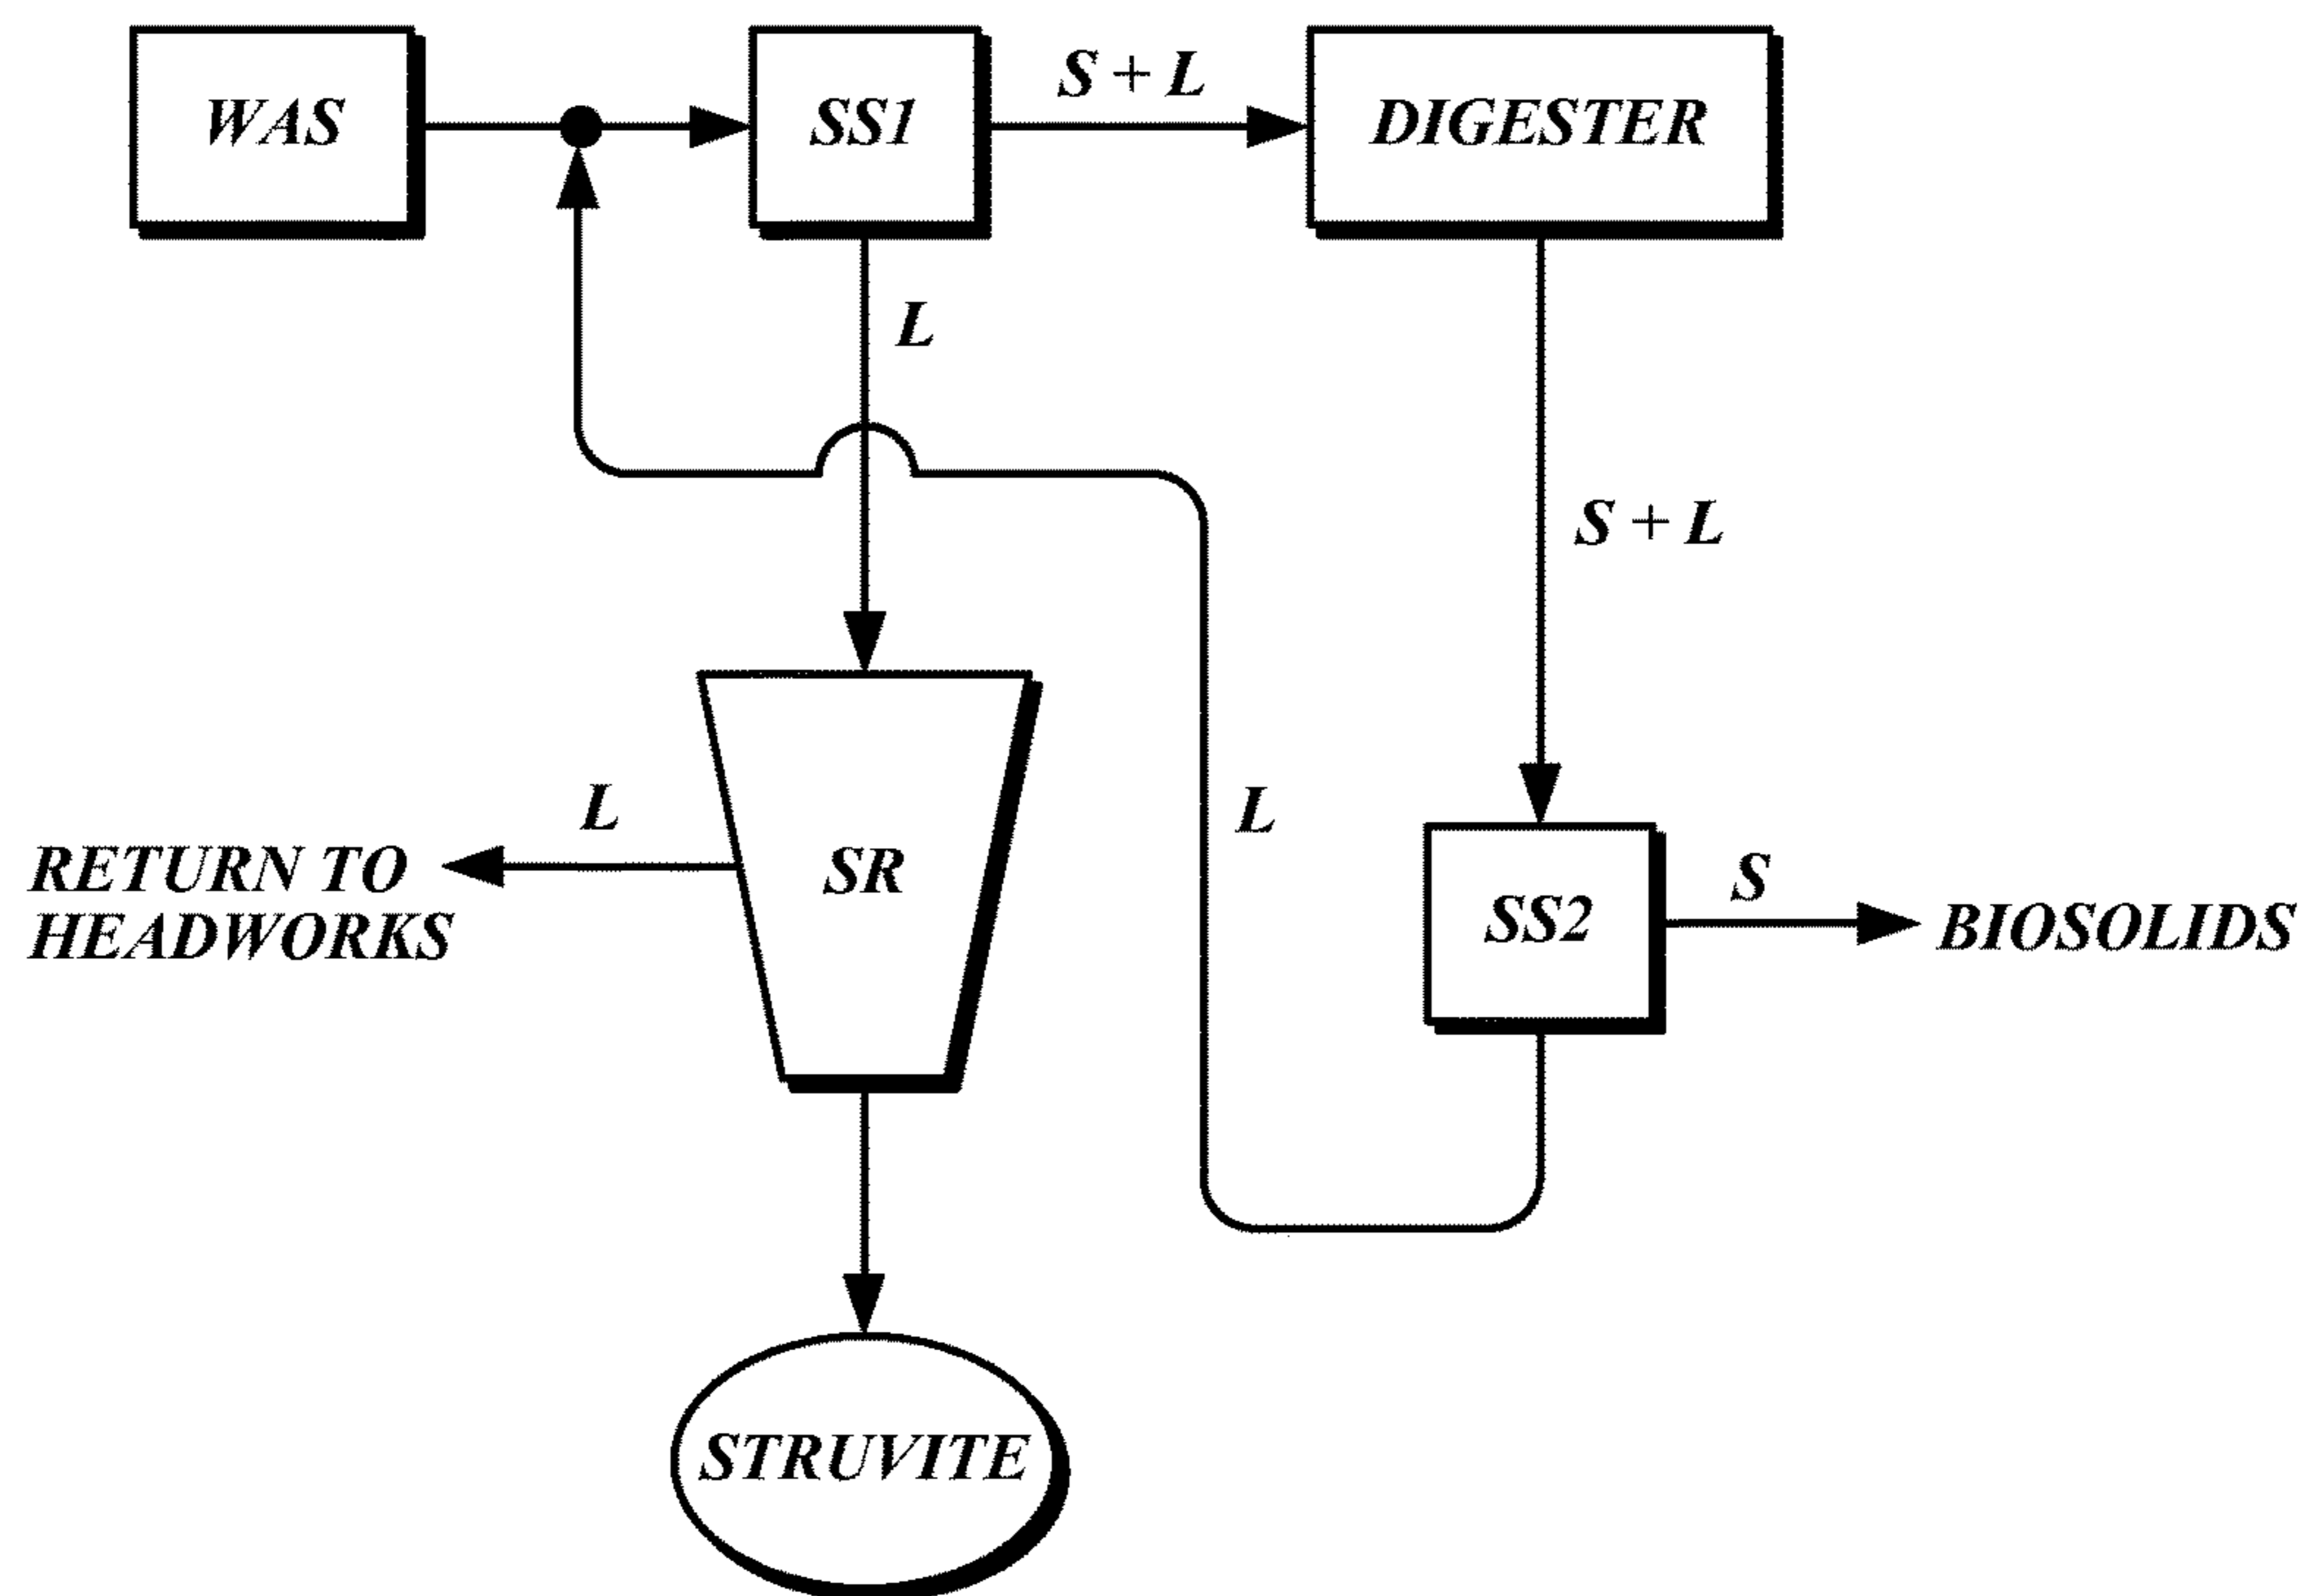 WAS
SS1
S + L
DIGESTER
L
S + L
L
RETURN TO
HEADWORKS
SR
L
SS2
S
BIOSOLIDS
STRUVITE